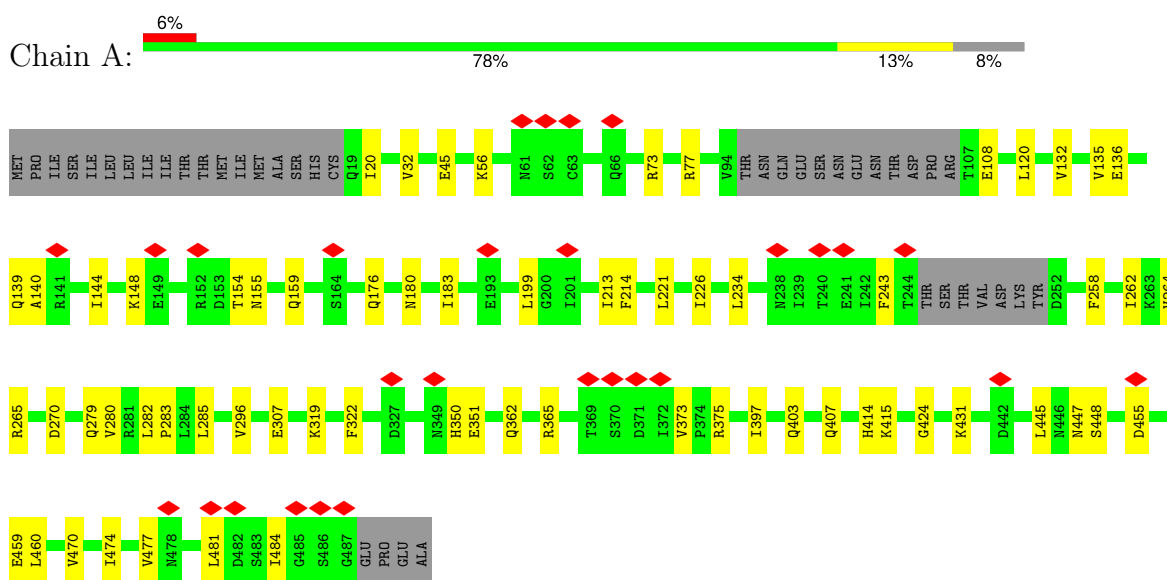 6%
Chain A:
78% 13% 8%
MET PRO ILE SER ILE LEU LEU ILE ILE THR THR MET ILE MET ALA SER HIS CYS Q19 I20 V32 E45 K56 N61 S62 C63 Q66 R73 R77 V94 THR ASN GLN GLU SER ASN GLU ASN THR ASP PRO ARG T107 E108 L120 V132 V135 E136
Q139 A140 R141 I144 K148 E149 R152 D153 T154 N155 Q159 S164 Q176 N180 I183 E193 L199 G200 I201 I213 F214 L221 I226 L234 N238 I239 T240 E241 I242 F243 T244 THR SER THR VAL ASP LYS TYR D252 F258 I262 K263
R265 D270 Q279 V280 R281 L282 P283 L284 L285 V296 E307 K319 F322 D327 N349 H350 E351 Q362 R365 T369 S370 D371 I372 V373 P374 R375 I397 Q403 Q407 H414 K415 G424 K431 D442 L445 N446 N447 S448 D455
E459 L460 V470 I474 V477 N478 L481 D482 S483 I484 G485 S486 G487 GLU PRO GLU ALA